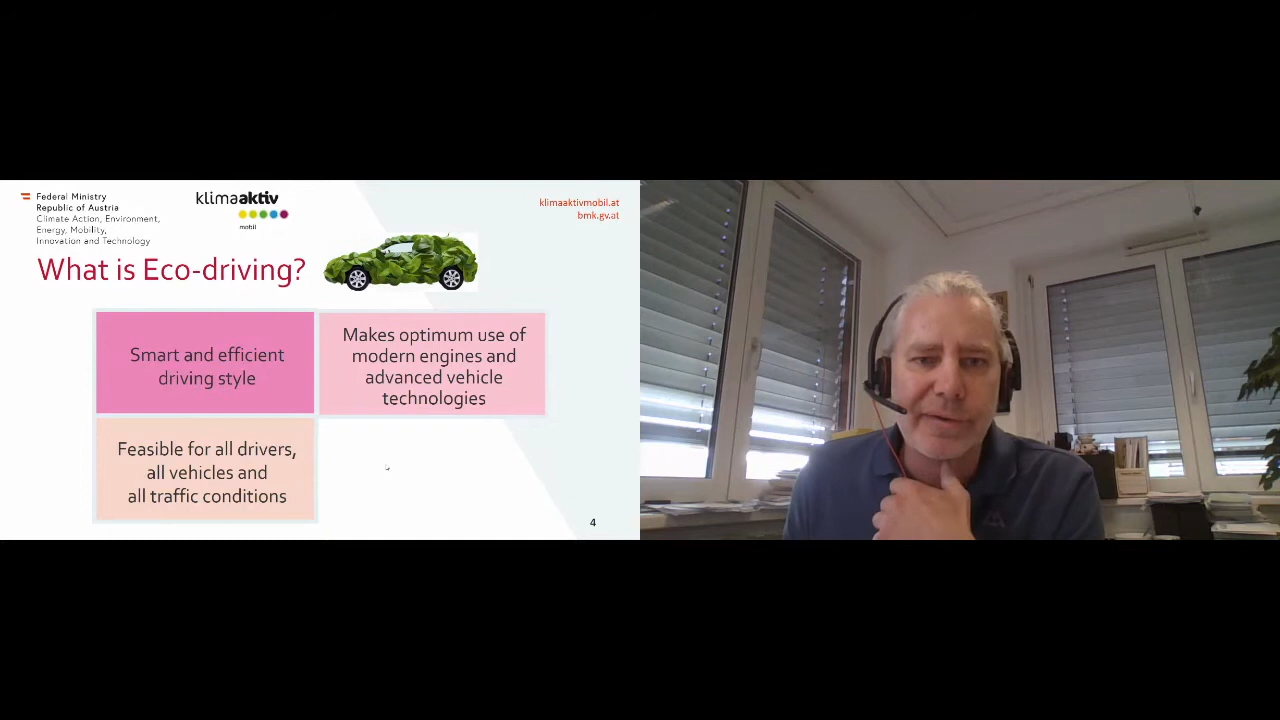 Federal Ministry
Republic of Austria
Climate Action, Environment,
Energy, Mobility,
Innovation and Technology
klimaaktiv
mobil
klimaaktivmobil.at
bmk.gv.at
What is Eco-driving?
Smart and efficient
driving style
Makes optimum use of
modern engines and
advanced vehicle
technologies
Feasible for all drivers,
all vehicles and
all traffic conditions
4